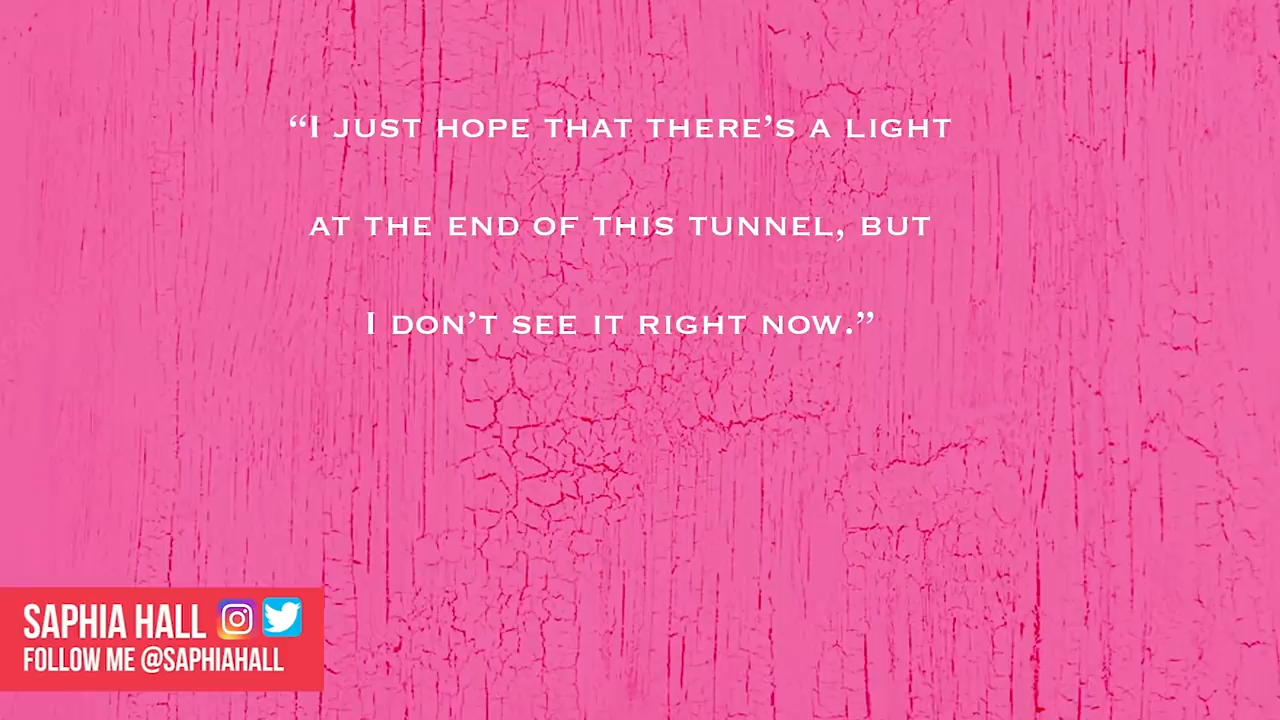 “I JUST HOPE THAT THERE’S A LIGHT
AT THE END OF THIS TUNNEL, BUT
I DON’T SEE IT RIGHT NOW.”
SAPHIA HALL
FOLLOW ME @SAPHIAHALL